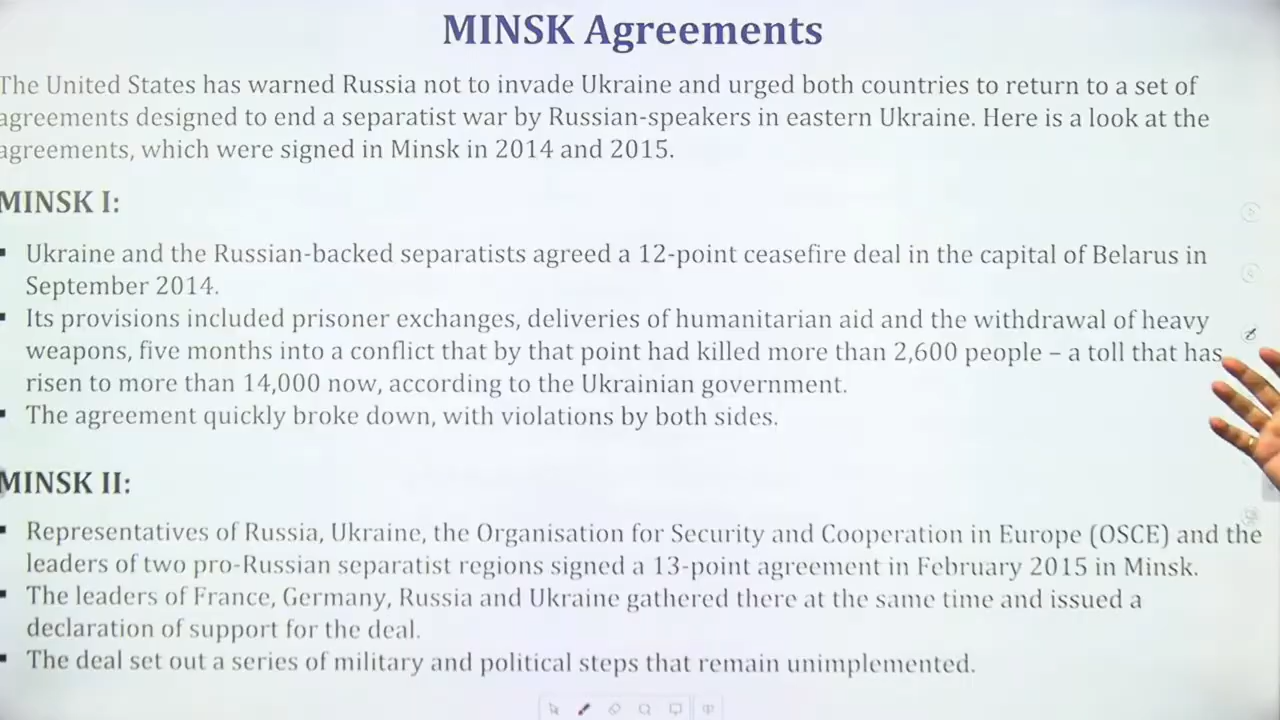 MINSK Agreements
The United States has warned Russia not to invade Ukraine and urged both countries to return to a set of
agreements designed to end a separatist war by Russian-speakers in eastern Ukraine. Here is a look at the
agreements, which were signed in Minsk in 2014 and 2015.
MINSK I:
▪ Ukraine and the Russian-backed separatists agreed a 12-point ceasefire deal in the capital of Belarus in
September 2014.
▪ Its provisions included prisoner exchanges, deliveries of humanitarian aid and the withdrawal of heavy
weapons, five months into a conflict that by that point had killed more than 2,600 people – a toll that has
risen to more than 14,000 now, according to the Ukrainian government.
▪ The agreement quickly broke down, with violations by both sides.
MINSK II:
▪ Representatives of Russia, Ukraine, the Organisation for Security and Cooperation in Europe (OSCE) and the
leaders of two pro-Russian separatist regions signed a 13-point agreement in February 2015 in Minsk.
▪ The leaders of France, Germany, Russia and Ukraine gathered there at the same time and issued a
declaration of support for the deal.
▪ The deal set out a series of military and political steps that remain unimplemented.